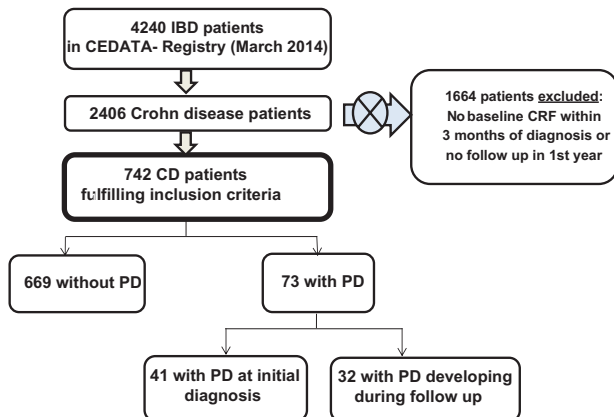 4240 IBD patients
in CEDATA- Registry (March 2014)
2406 Crohn disease patients
1664 patients excluded:
No baseline CRF within
3 months of diagnosis or
no follow up in 1st year
742 CD patients
fulfilling inclusion criteria
669 without PD
73 with PD
41 with PD at initial
diagnosis
32 with PD developing
during follow up